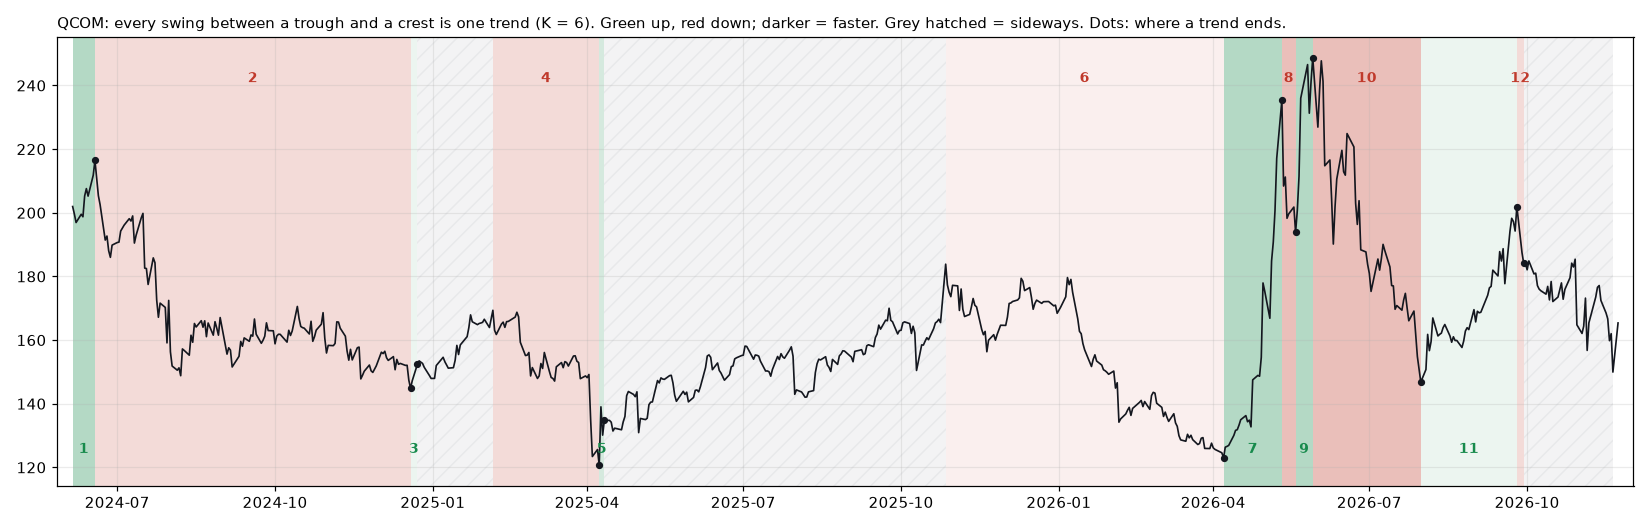 QCOM: every swing between a trough and a crest is one trend (K = 6). Green up, red down; darker = faster. Grey hatched = sideways. Dots: where a trend ends.
240
220
200
180
160
140
120
2 4 6 8 10 12
1 3 5 7 9 11
2024-07 2024-10 2025-01 2025-04 2025-07 2025-10 2026-01 2026-04 2026-07 2026-10